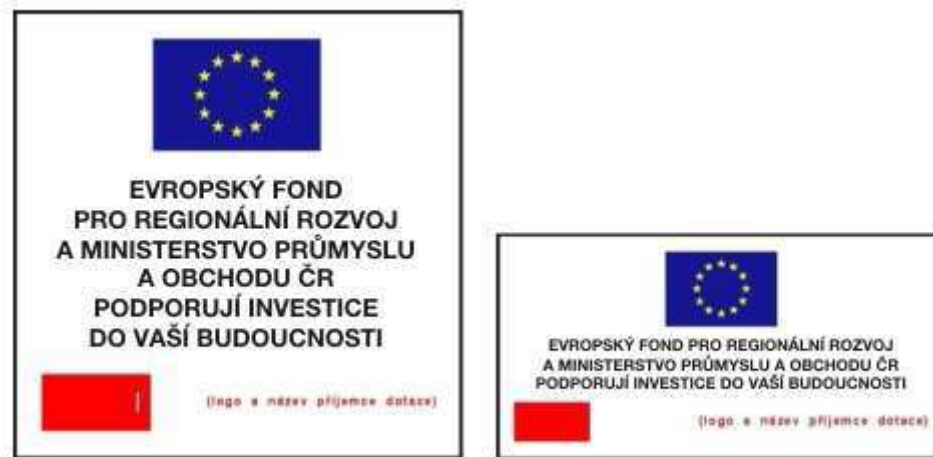 EVROPSKÝ FOND
PRO REGIONÁLNÍ ROZVOJ
A MINISTERSTVO PRŮMYSLU
A OBCHODU ČR
PODPORUJÍ INVESTICE
DO VAŠÍ BUDOUCNOSTI
(logo a název příjemce dotace)
EVROPSKÝ FOND PRO REGIONÁLNÍ ROZVOJ
A MINISTERSTVO PRŮMYSLU A OBCHODU ČR
PODPORUJÍ INVESTICE DO VAŠÍ BUDOUCNOSTI
(logo a název příjemce dotace)